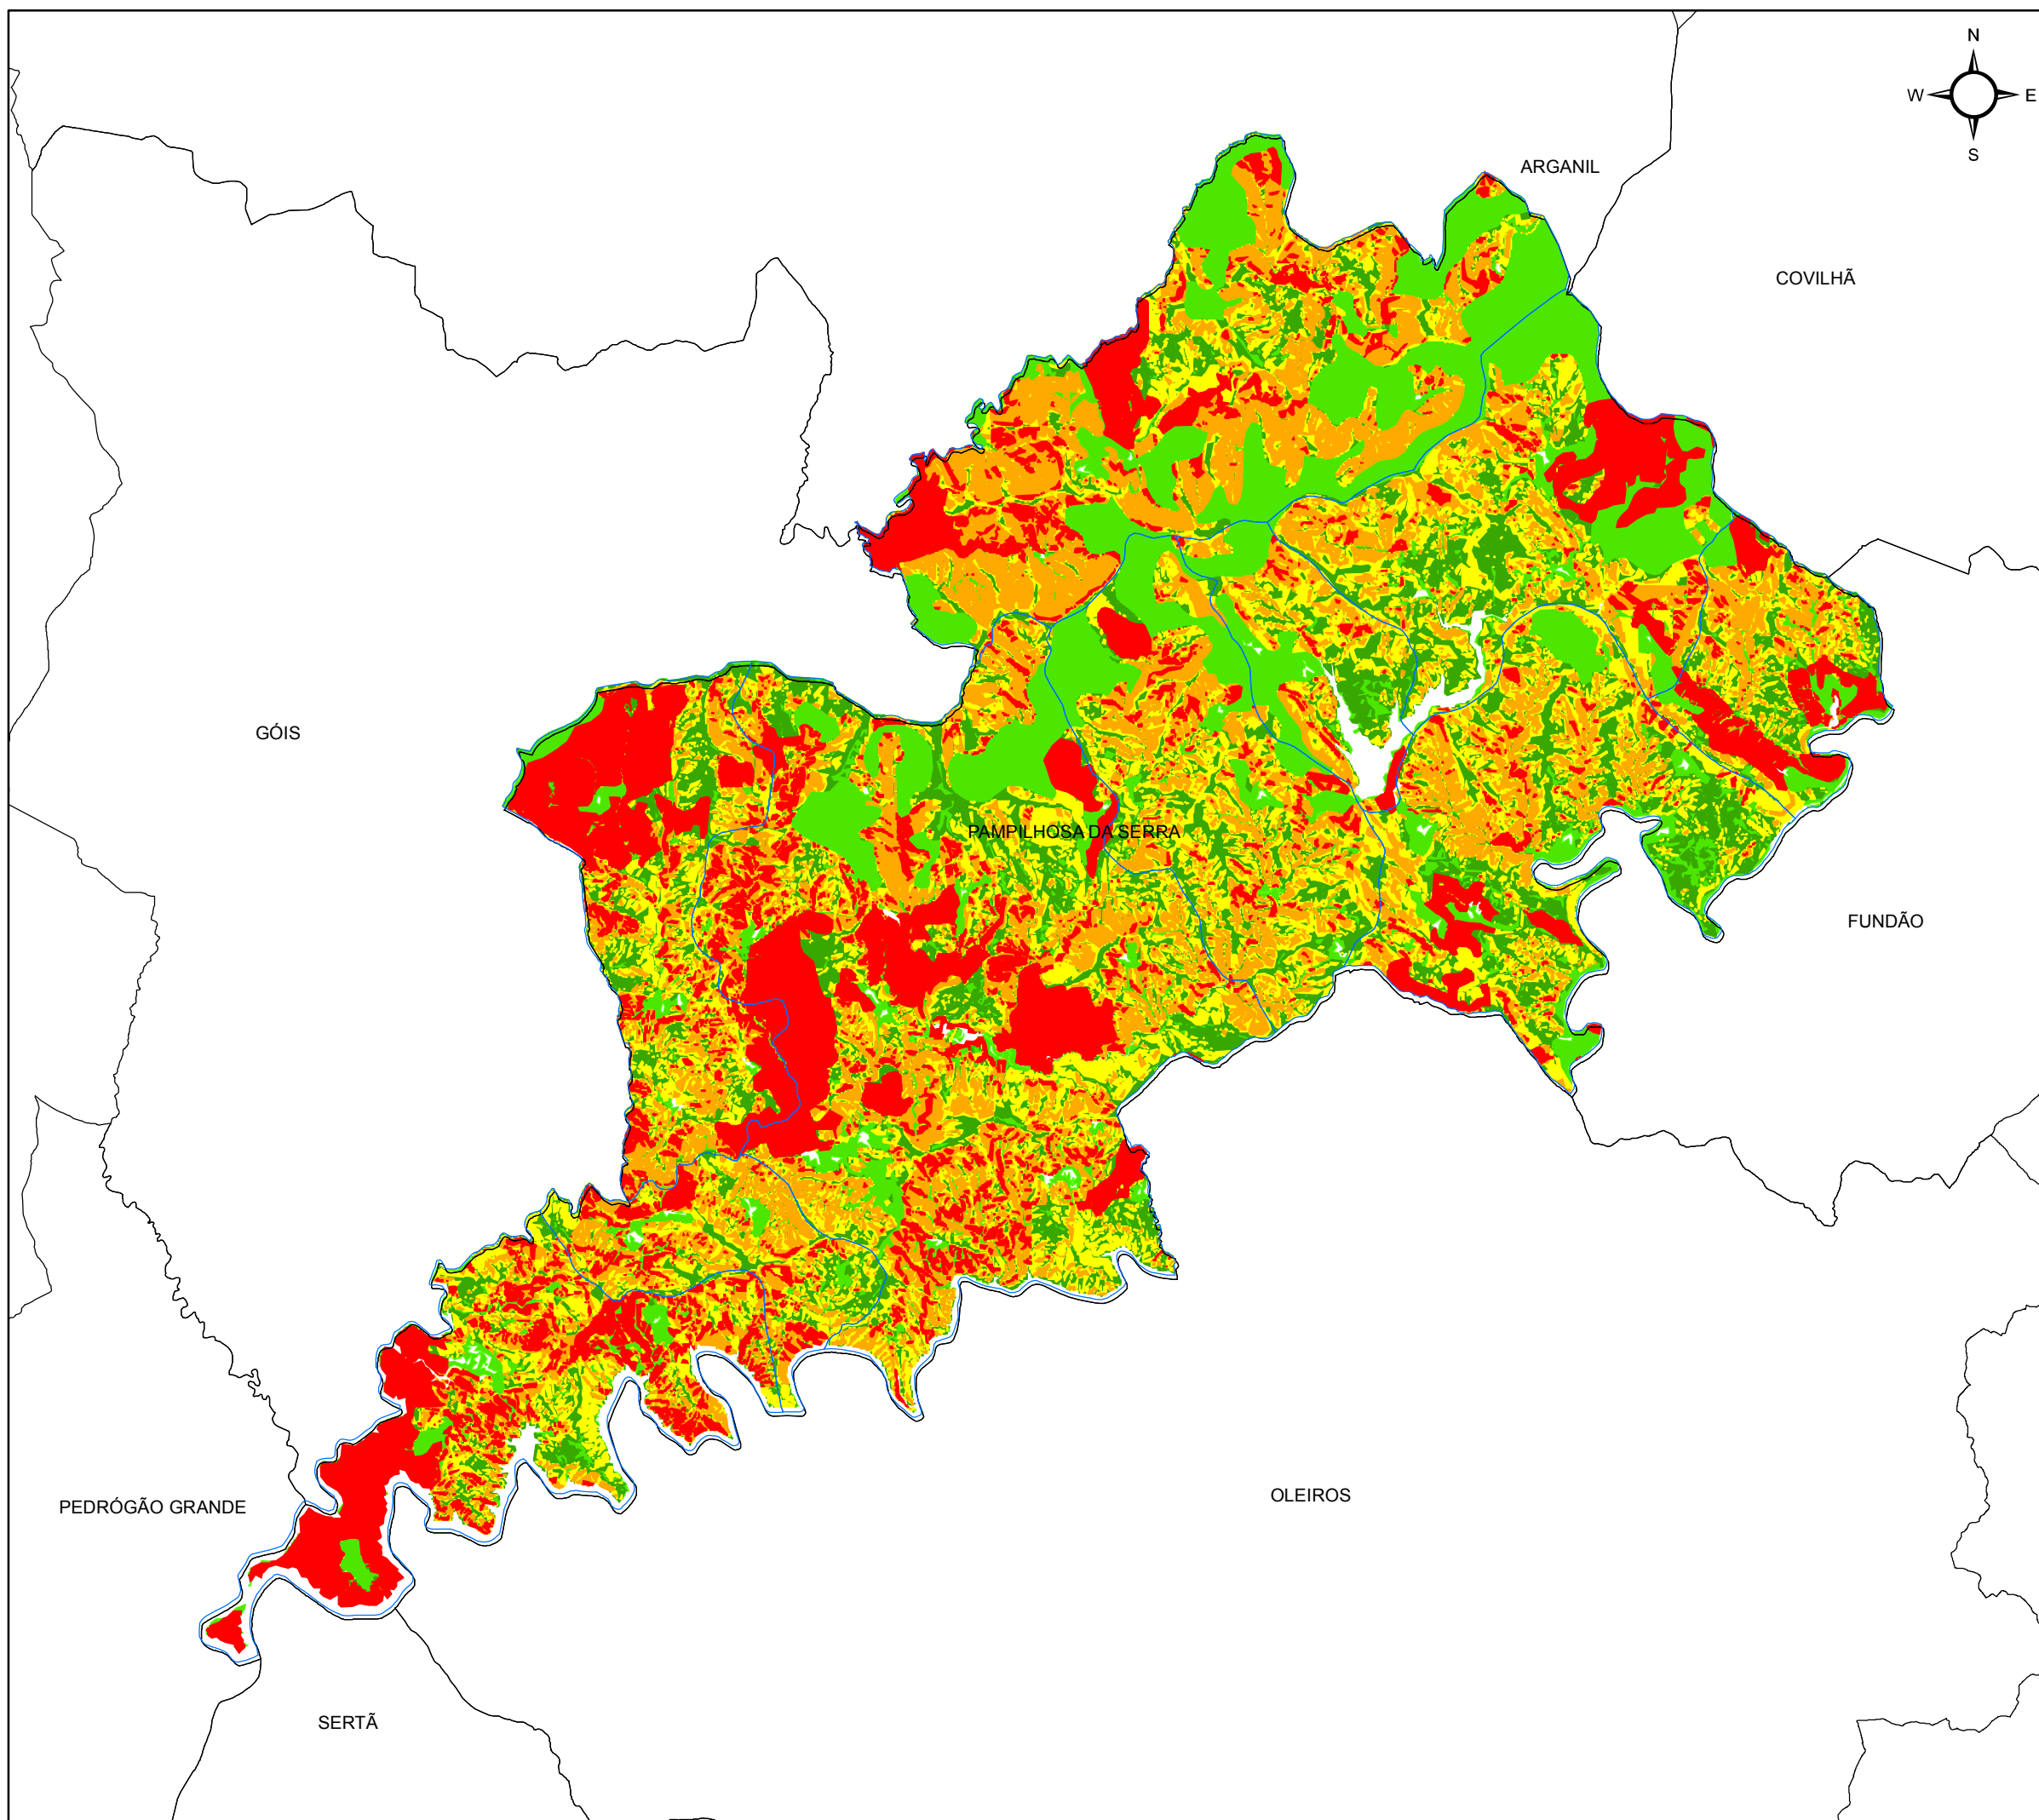 N
W E
S
ARGANIL
COVILHÃ
GÓIS
PAMPILHOSA DA SERRA
FUNDÃO
PEDRÓGÃO GRANDE
OLEIROS
SERTÃ